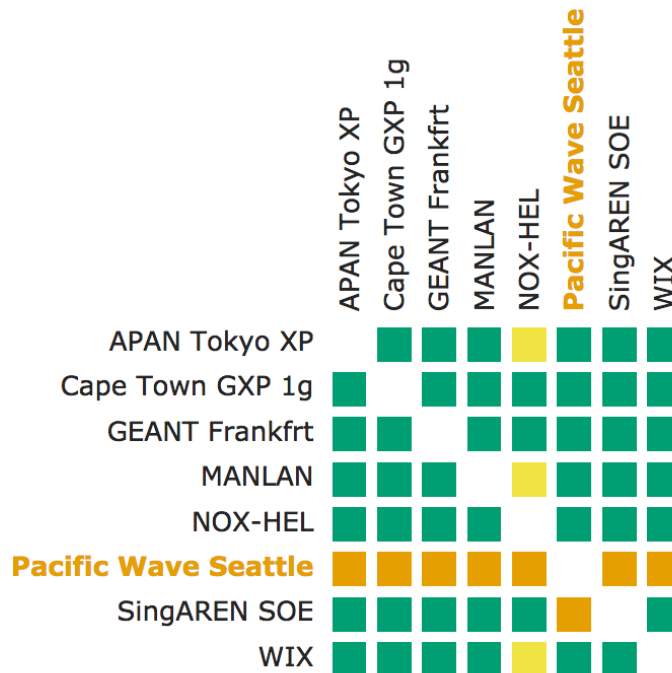 APAN Tokyo XP
Cape Town GXP 1g
GEANT Frankfrt
MANLAN
NOX-HEL
Pacific Wave Seattle
SingAREN SOE
WIX
APAN Tokyo XP
Cape Town GXP 1g
GEANT Frankfrt
MANLAN
NOX-HEL
Pacific Wave Seattle
SingAREN SOE
WIX